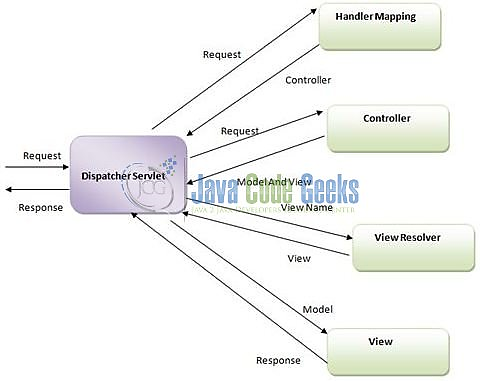 Handler Mapping
Request
Controller
Request
Controller
Request
Dispatcher Servlet
JCG
Model And View
Java Code Geeks
View Name
Response
View Resolver
View
Model
View
Response